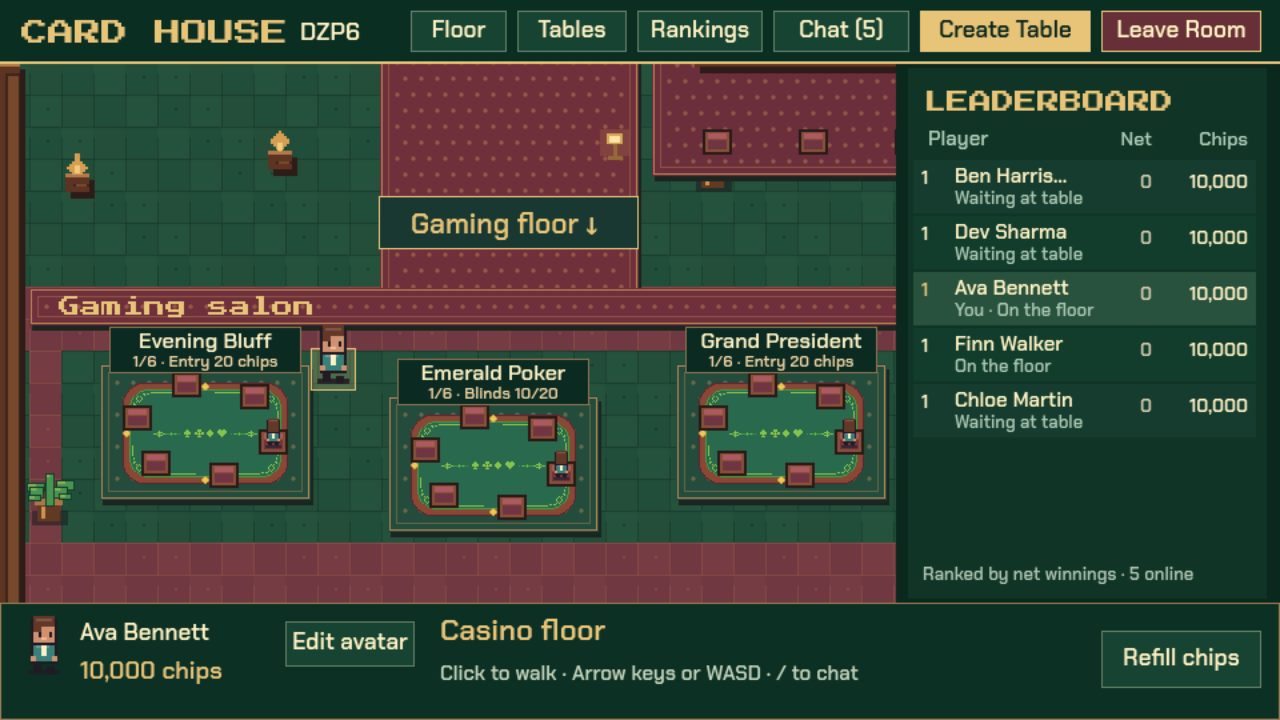 CARD HOUSE DZP6
Floor
Tables
Rankings
Chat (5)
Create Table
Leave Room
Gaming floor ↓
Gaming salon
Evening Bluff
1/6 · Entry 20 chips
Emerald Poker
1/6 · Blinds 10/20
Grand President
1/6 · Entry 20 chips
LEADERBOARD
Player Net Chips
1 Ben Harris... 0 10,000
Waiting at table
1 Dev Sharma 0 10,000
Waiting at table
1 Ava Bennett 0 10,000
You · On the floor
1 Finn Walker 0 10,000
On the floor
1 Chloe Martin 0 10,000
Waiting at table
Ranked by net winnings · 5 online
Ava Bennett
10,000 chips
Edit avatar
Casino floor
Click to walk · Arrow keys or WASD · / to chat
Refill chips